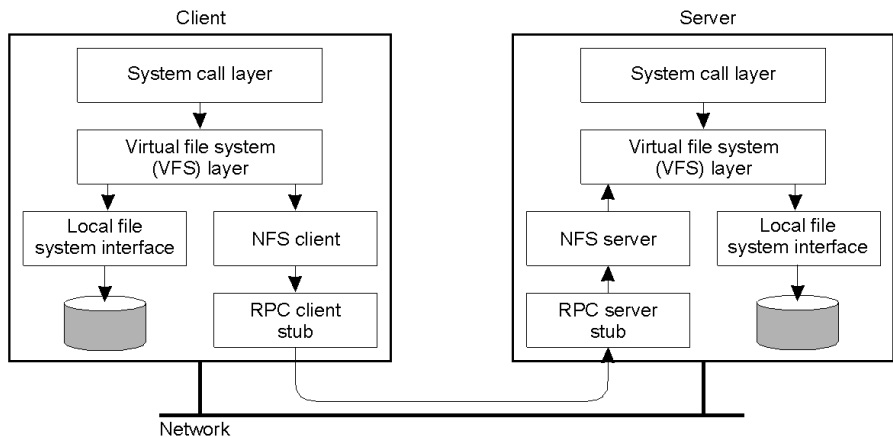 Client
Server
System call layer
System call layer
Virtual file system
(VFS) layer
Virtual file system
(VFS) layer
Local file
system interface
NFS client
NFS server
Local file
system interface
RPC client
stub
RPC server
stub
Network